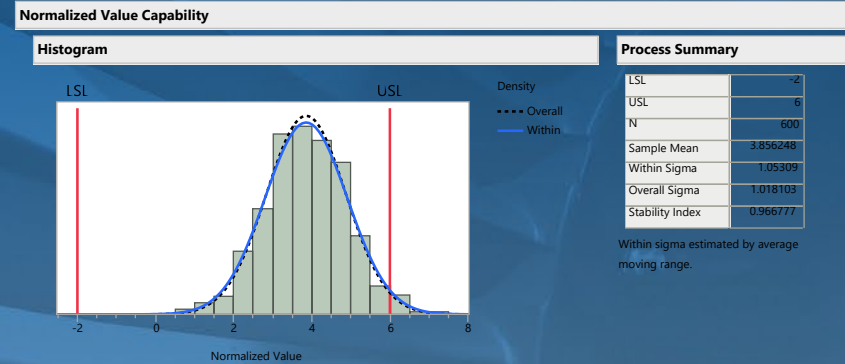 Normalized Value Capability
Histogram
LSL USL
-2 0 2 4 6 8
Normalized Value
Density
Overall
Within
Process Summary
LSL -2
USL 6
N 600
Sample Mean 3.856248
Within Sigma 1.05309
Overall Sigma 1.018103
Stability Index 0.966777
Within sigma estimated by average
moving range.